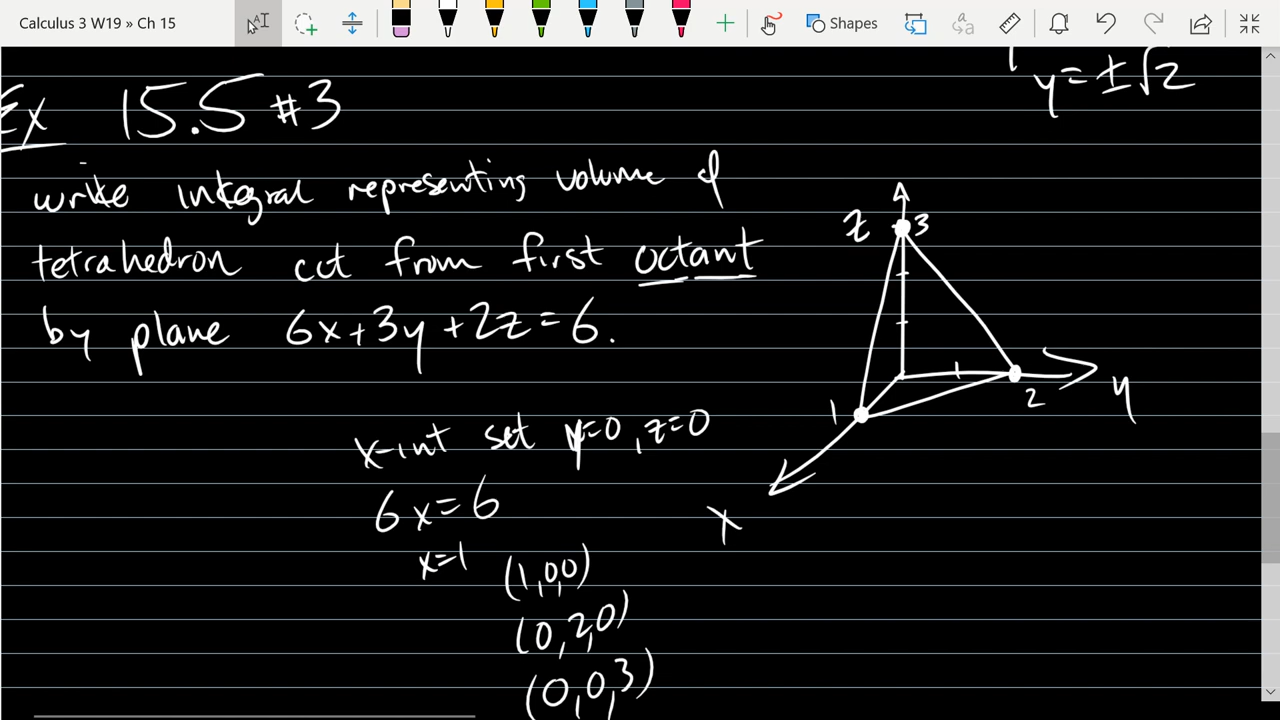 Calculus 3 W19 » Ch 15
Shapes
y=±√2
Ex 15.5 #3
write integral representing volume of
tetrahedron cut from first octant
by plane 6x+3y+2z=6.
z 3
1
1
2
y
x
x-int set y=0, z=0
6x=6
x=1
(1,0,0)
(0,2,0)
(0,0,3)